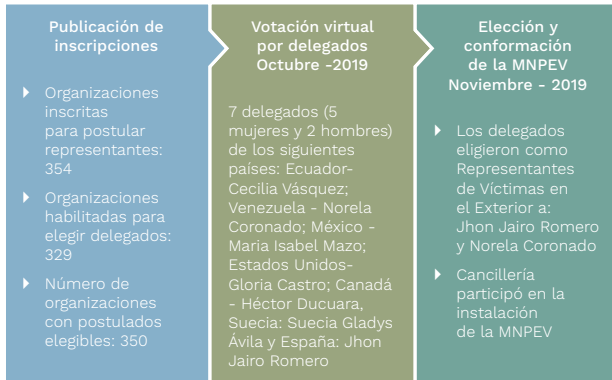 Publicación de
inscripciones
Organizaciones
inscritas
para postular
representantes:
354
Organizaciones
habilitadas para
elegir delegados:
329
Número de
organizaciones
con postulados
elegibles: 350
Votación virtual
por delegados
Octubre -2019
7 delegados (5
mujeres y 2 hombres)
de los siguientes
países: Ecuador-
Cecilia Vásquez;
Venezuela - Norela
Coronado; México -
Maria Isabel Mazo;
Estados Unidos-
Gloria Castro; Canadá
- Héctor Ducuara,
Suecia: Suecia Gladys
Ávila y España: Jhon
Jairo Romero
Elección y
conformación
de la MNPEV
Noviembre - 2019
Los delegados
eligieron como
Representantes
de Víctimas en
el Exterior a:
Jhon Jairo Romero
y Norela Coronado
Cancillería
participó en la
instalación
de la MNPEV